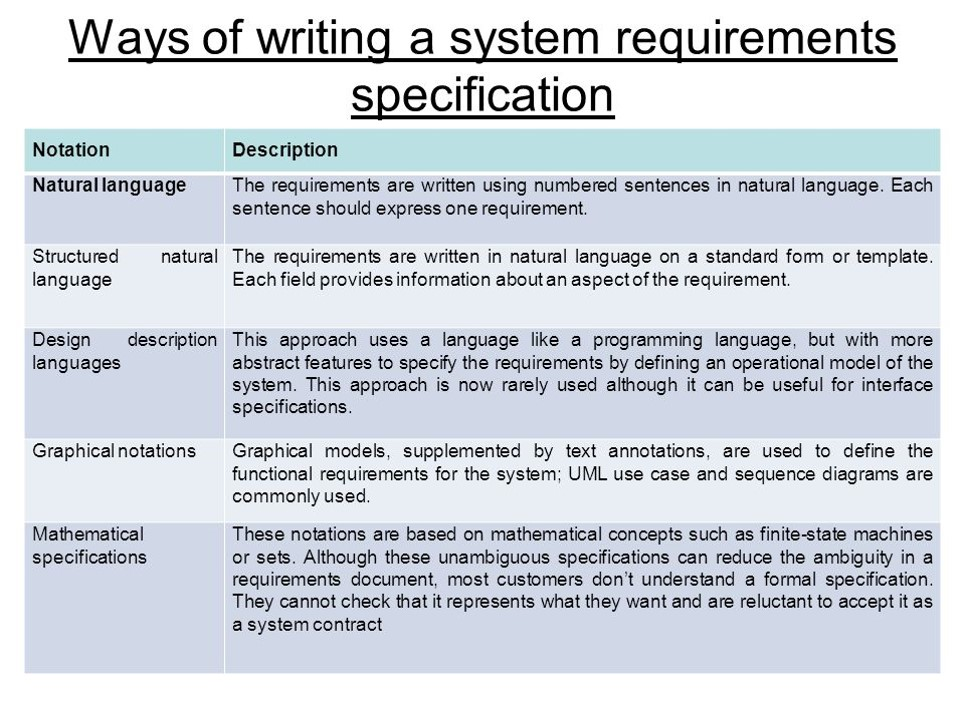 Ways of writing a system requirements
specification
Notation
Description
Natural language
The requirements are written using numbered sentences in natural language. Each
sentence should express one requirement.
Structured natural
language
The requirements are written in natural language on a standard form or template.
Each field provides information about an aspect of the requirement.
Design description
languages
This approach uses a language like a programming language, but with more
abstract features to specify the requirements by defining an operational model of the
system. This approach is now rarely used although it can be useful for interface
specifications.
Graphical notations
Graphical models, supplemented by text annotations, are used to define the
functional requirements for the system; UML use case and sequence diagrams are
commonly used.
Mathematical
specifications
These notations are based on mathematical concepts such as finite-state machines
or sets. Although these unambiguous specifications can reduce the ambiguity in a
requirements document, most customers don’t understand a formal specification.
They cannot check that it represents what they want and are reluctant to accept it as
a system contract